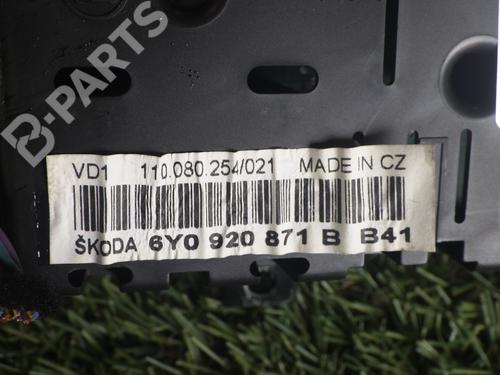 B-PARTS
VD1 110.080.254/021 MADE IN CZ
ŠKODA 6Y0 920 871 B B41